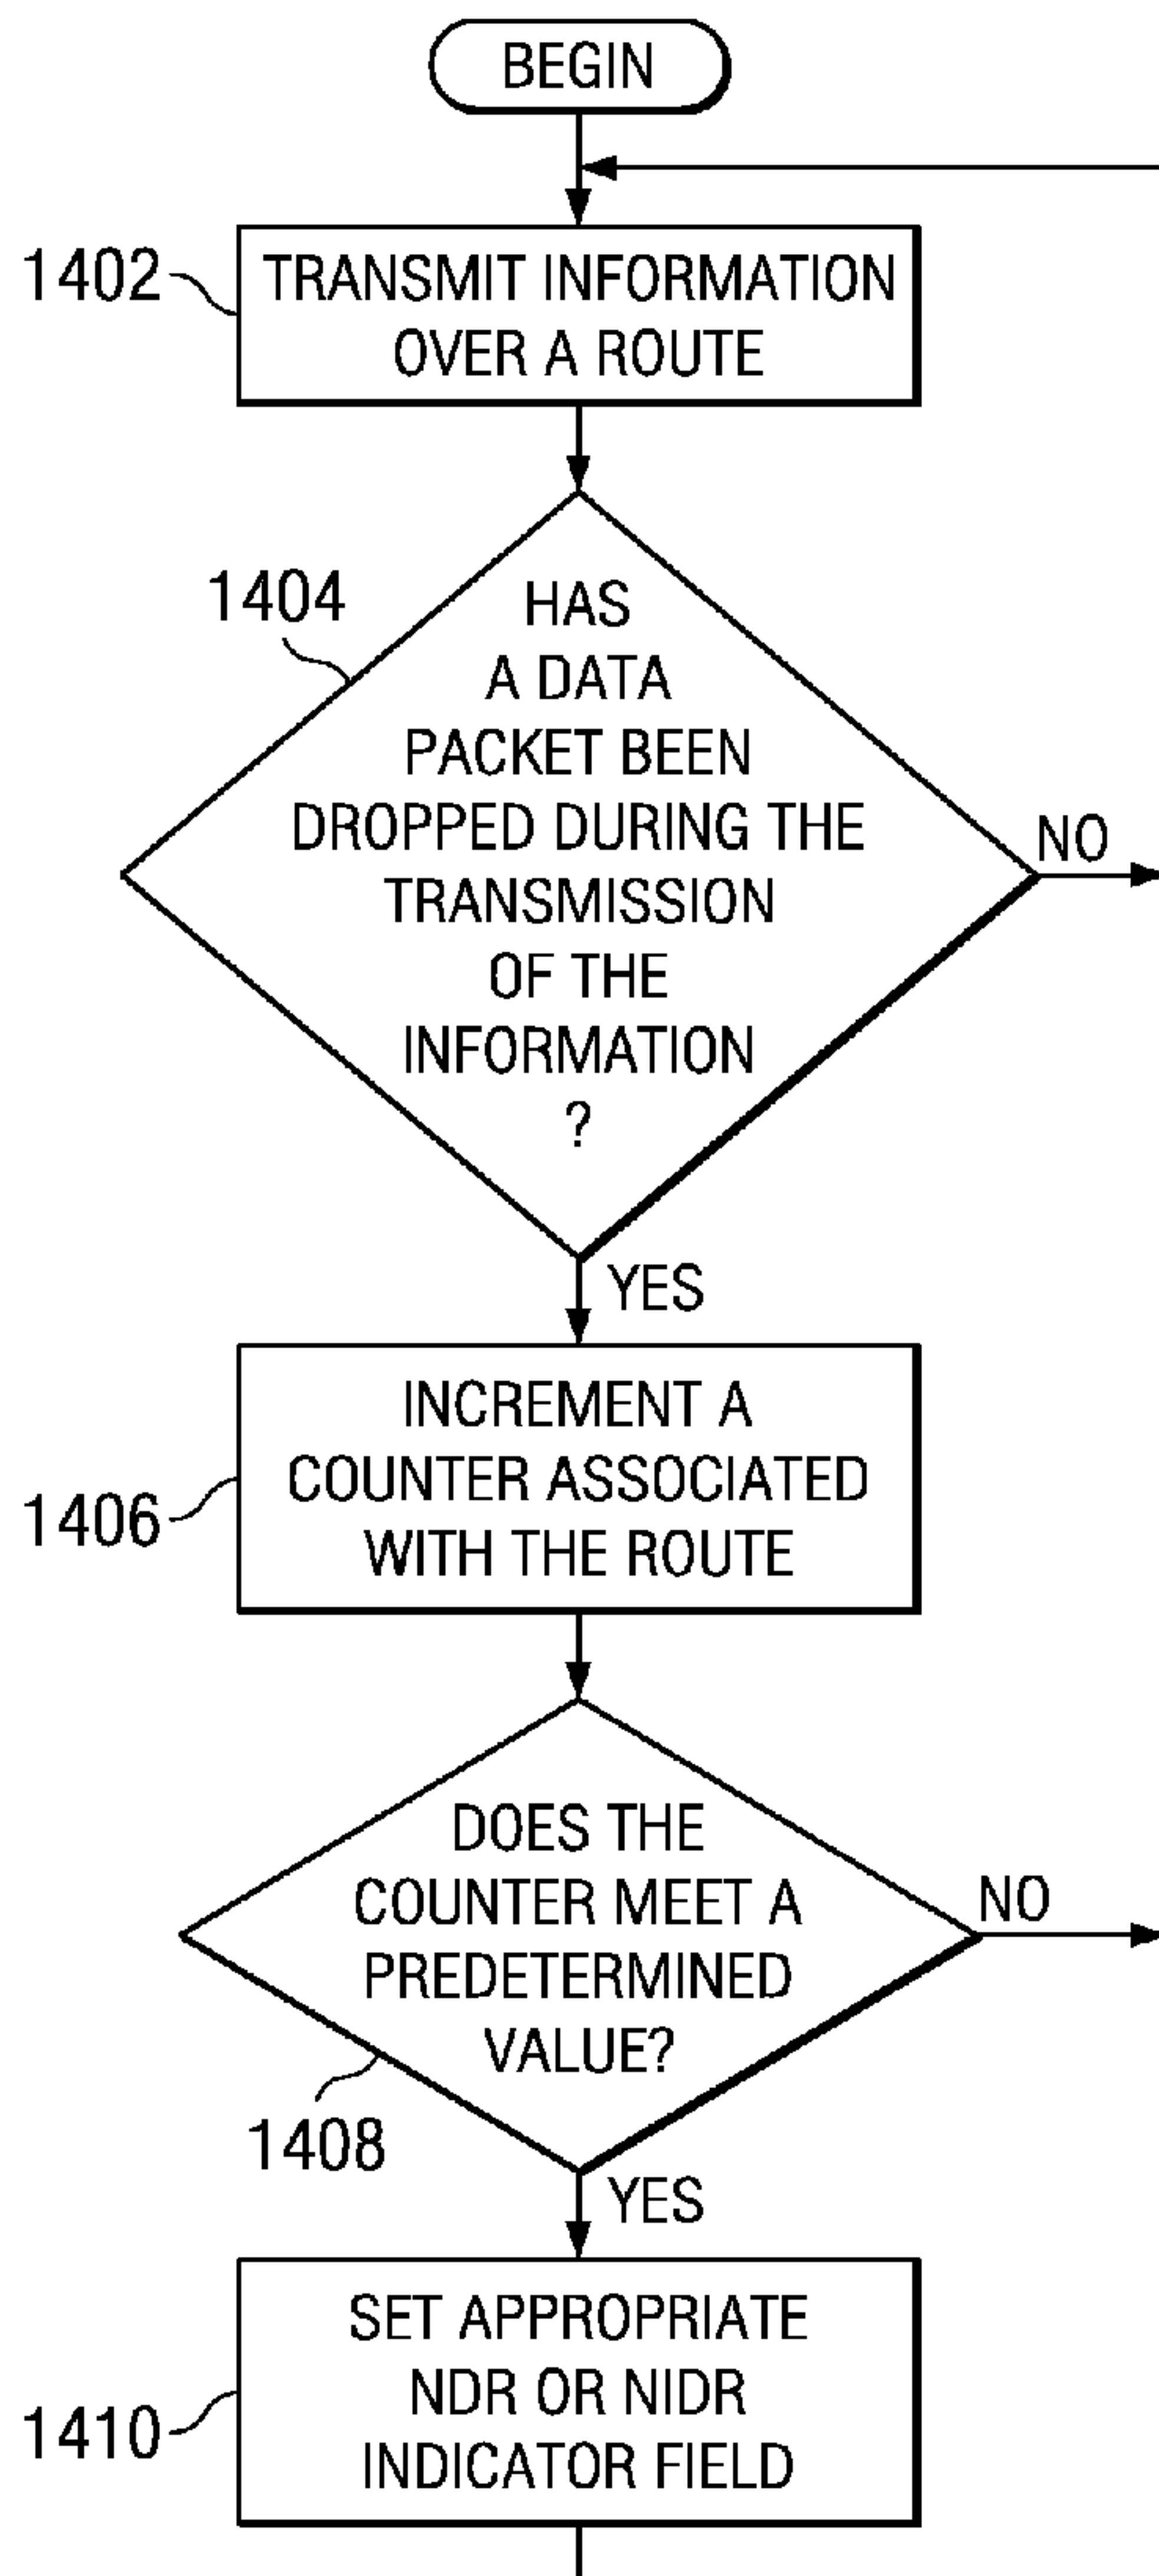 BEGIN
1402
TRANSMIT INFORMATION
OVER A ROUTE
1404
HAS
A DATA
PACKET BEEN
DROPPED DURING THE
TRANSMISSION
OF THE
INFORMATION
?
NO
YES
1406
INCREMENT A
COUNTER ASSOCIATED
WITH THE ROUTE
DOES THE
COUNTER MEET A
PREDETERMINED
VALUE?
NO
1408
YES
1410
SET APPROPRIATE
NDR OR NIDR
INDICATOR FIELD